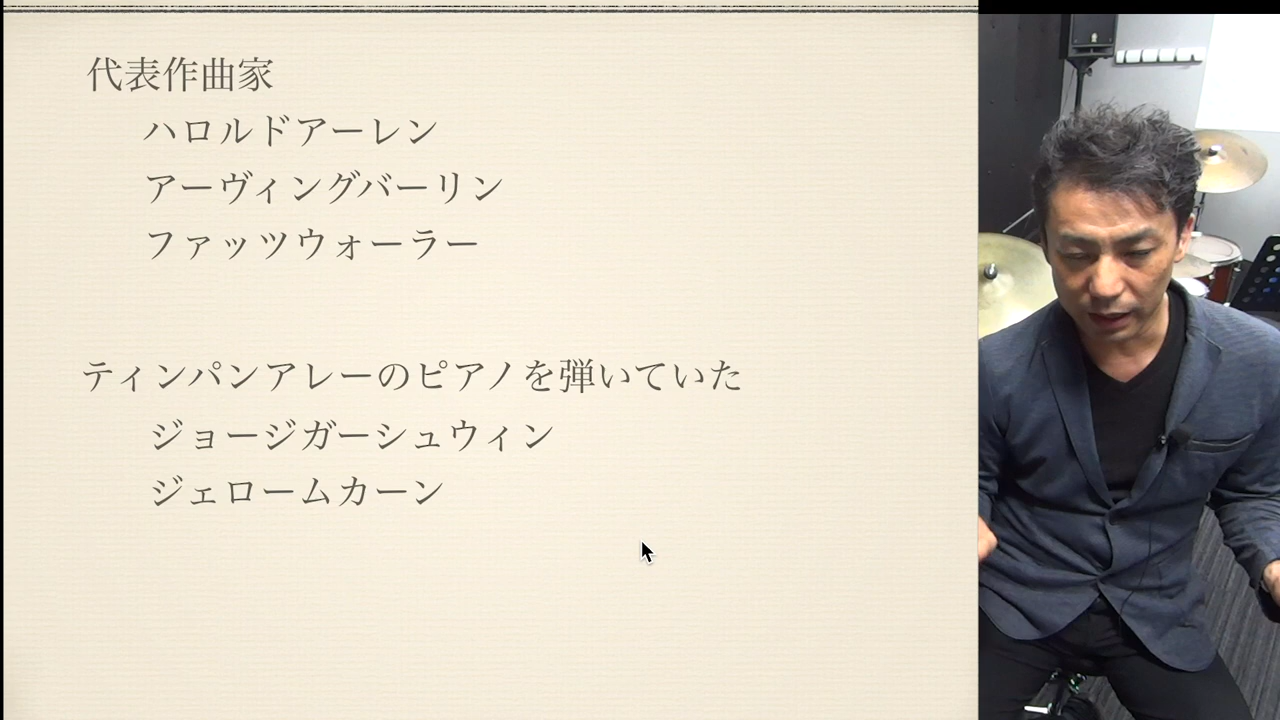 代表作曲家
ハロルドアーレン
アーヴィングバーリン
ファッツウォーラー
ティンパンアレーのピアノを弾いていた
ジョージガーシュウィン
ジェロームカーン